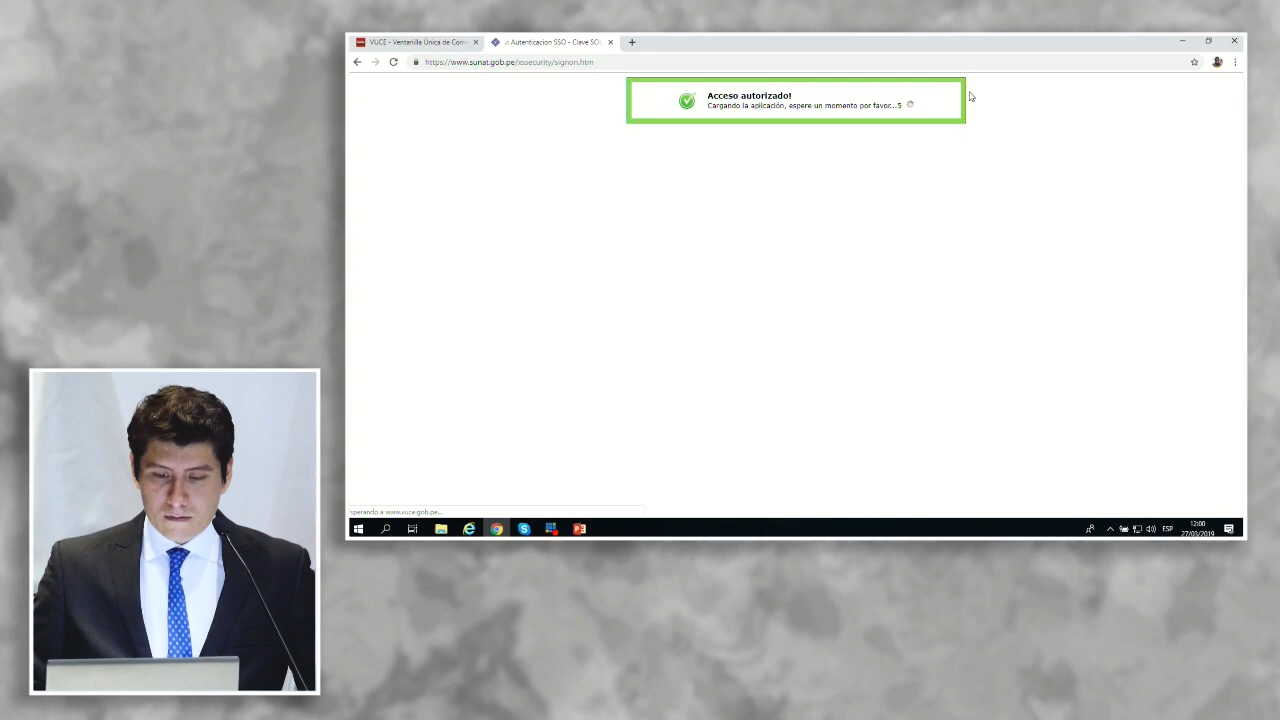 VUCE - Ventanilla Única de Com
.:: Autenticacion SSO - Clave SOL
https://www.sunat.gob.pe/xssecurity/signon.htm
Acceso autorizado!
Cargando la aplicación, espere un momento por favor...5
sperando a www.vuce.gob.pe...
ESP
12:00
27/03/2019